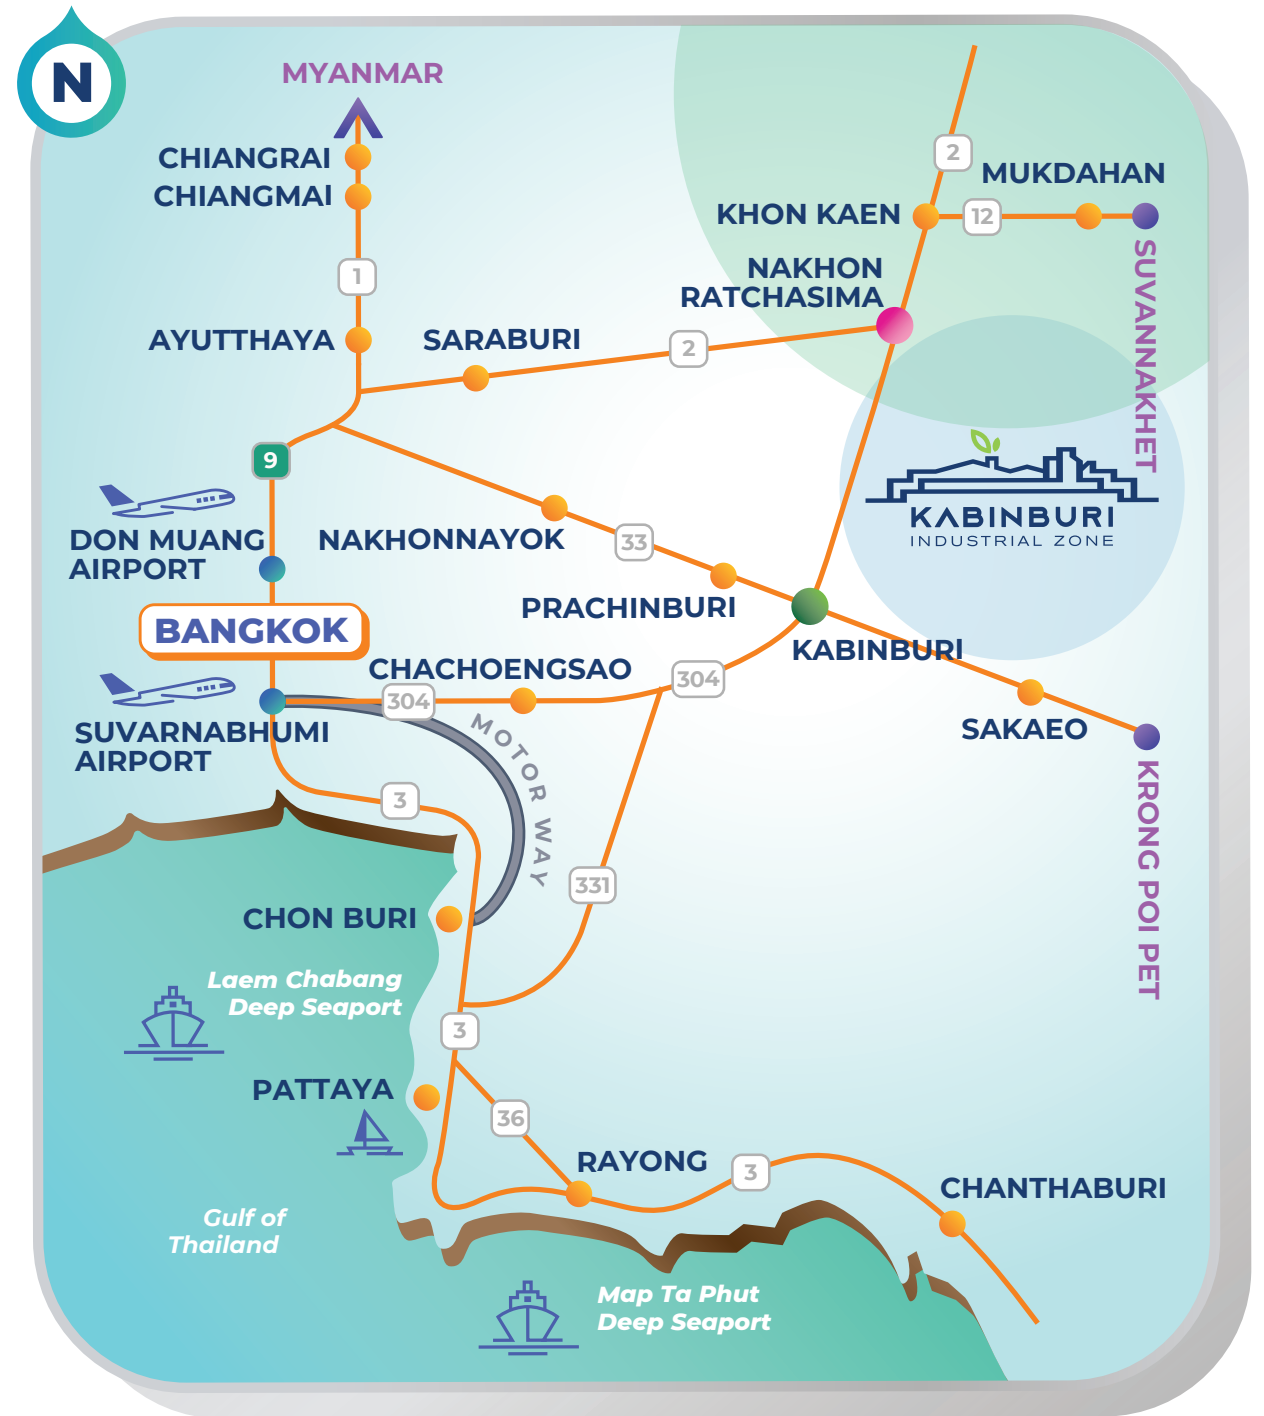 N
MYANMAR
CHIANGRAI
CHIANGMAI
2
MUKDAHAN
KHON KAEN
12
SUVANNAKHET
1
NAKHON
RATCHASIMA
AYUTTHAYA
SARABURI
2
9
KABINBURI
INDUSTRIAL ZONE
DON MUANG
AIRPORT
NAKHONNAYOK
33
PRACHINBURI
BANGKOK
KABINBURI
CHACHOENGSAO
304
304
SAKAEO
SUVARNABHUMI
AIRPORT
MOTOR WAY
KRONG POI PET
3
331
CHON BURI
Laem Chabang
Deep Seaport
3
PATTAYA
36
RAYONG
3
CHANTHABURI
Gulf of
Thailand
Map Ta Phut
Deep Seaport